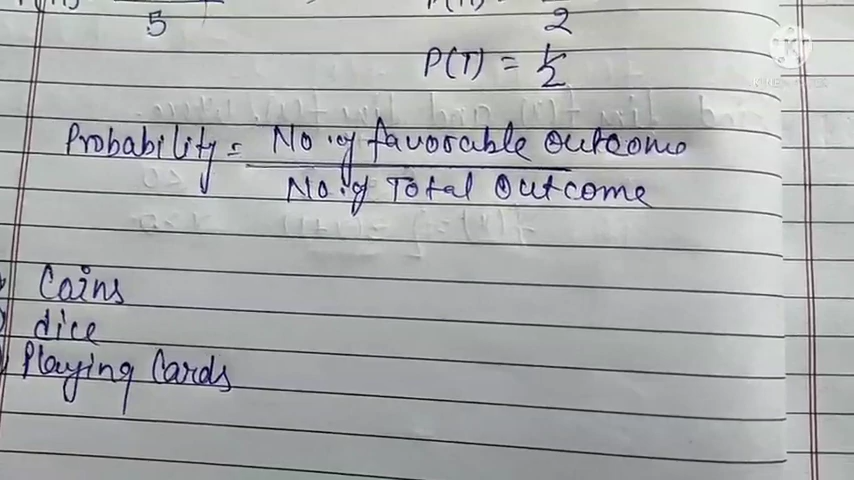 5
2
P(T) = 1/2
Probability = No. of favorable outcome
No. of Total Outcome
Coins
dice
Playing Cards